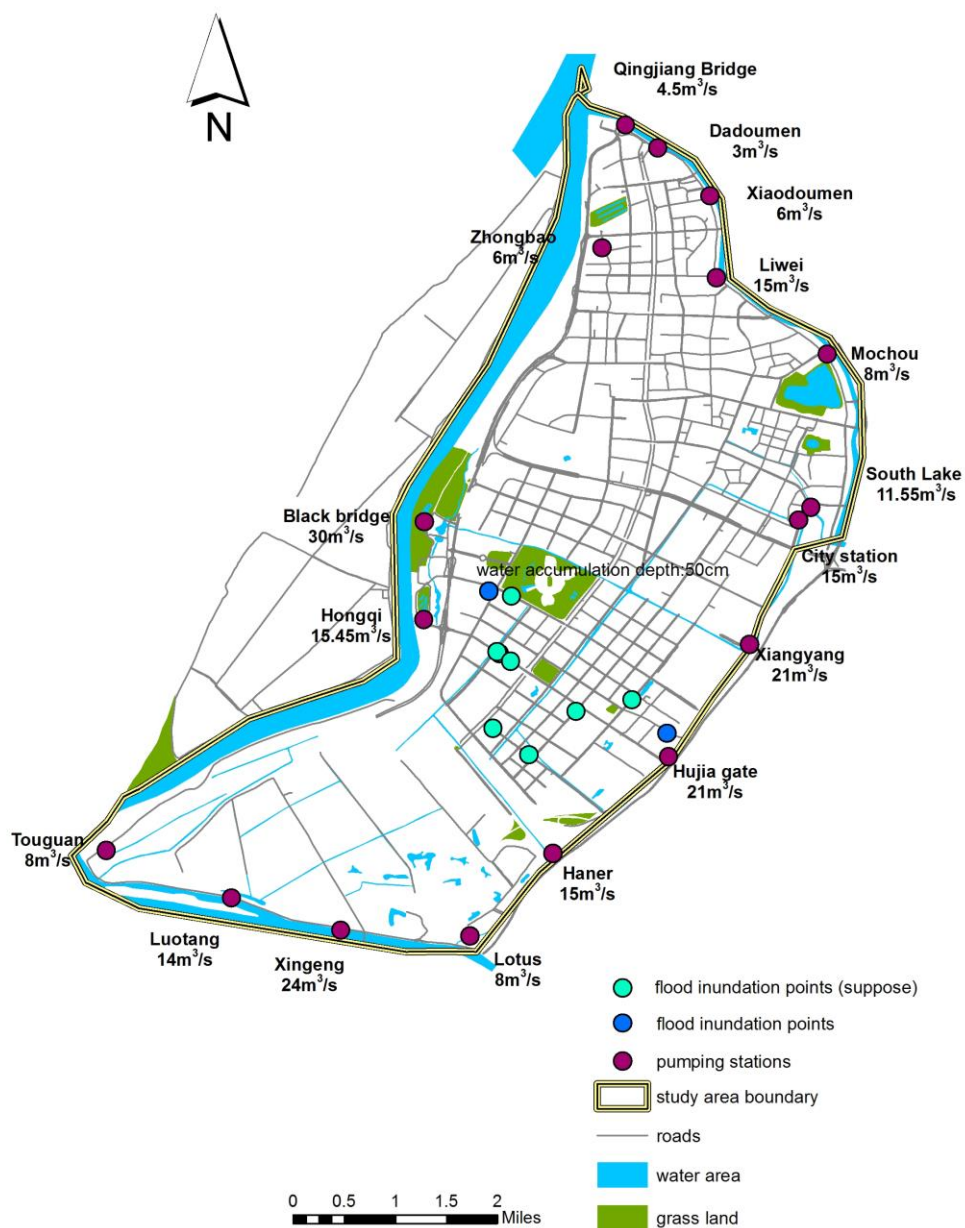 Qingjiang Bridge
4.5m³/s
N
Dadoumen
3m³/s
Xiaodoumen
6m³/s
Zhongbao
6m³/s
Liwei
15m³/s
Mochou
8m³/s
South Lake
11.55m³/s
Black bridge
30m³/s
City station
15m³/s
water accumulation depth:50cm
Hongqi
15.45m³/s
Xiangyang
21m³/s
Hujia gate
21m³/s
Touguan
8m³/s
Haner
15m³/s
Luotang
14m³/s
Xingeng
24m³/s
Lotus
8m³/s
flood inundation points (suppose)
flood inundation points
pumping stations
study area boundary
roads
water area
grass land
0 0.5 1 2
Miles